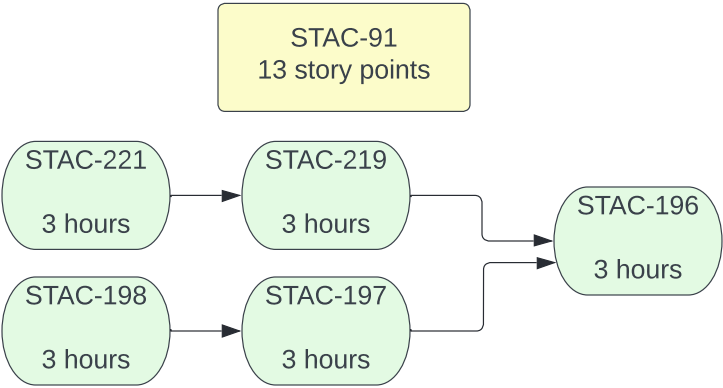 STAC-91
13 story points
STAC-221
3 hours
STAC-219
3 hours
STAC-196
3 hours
STAC-198
3 hours
STAC-197
3 hours